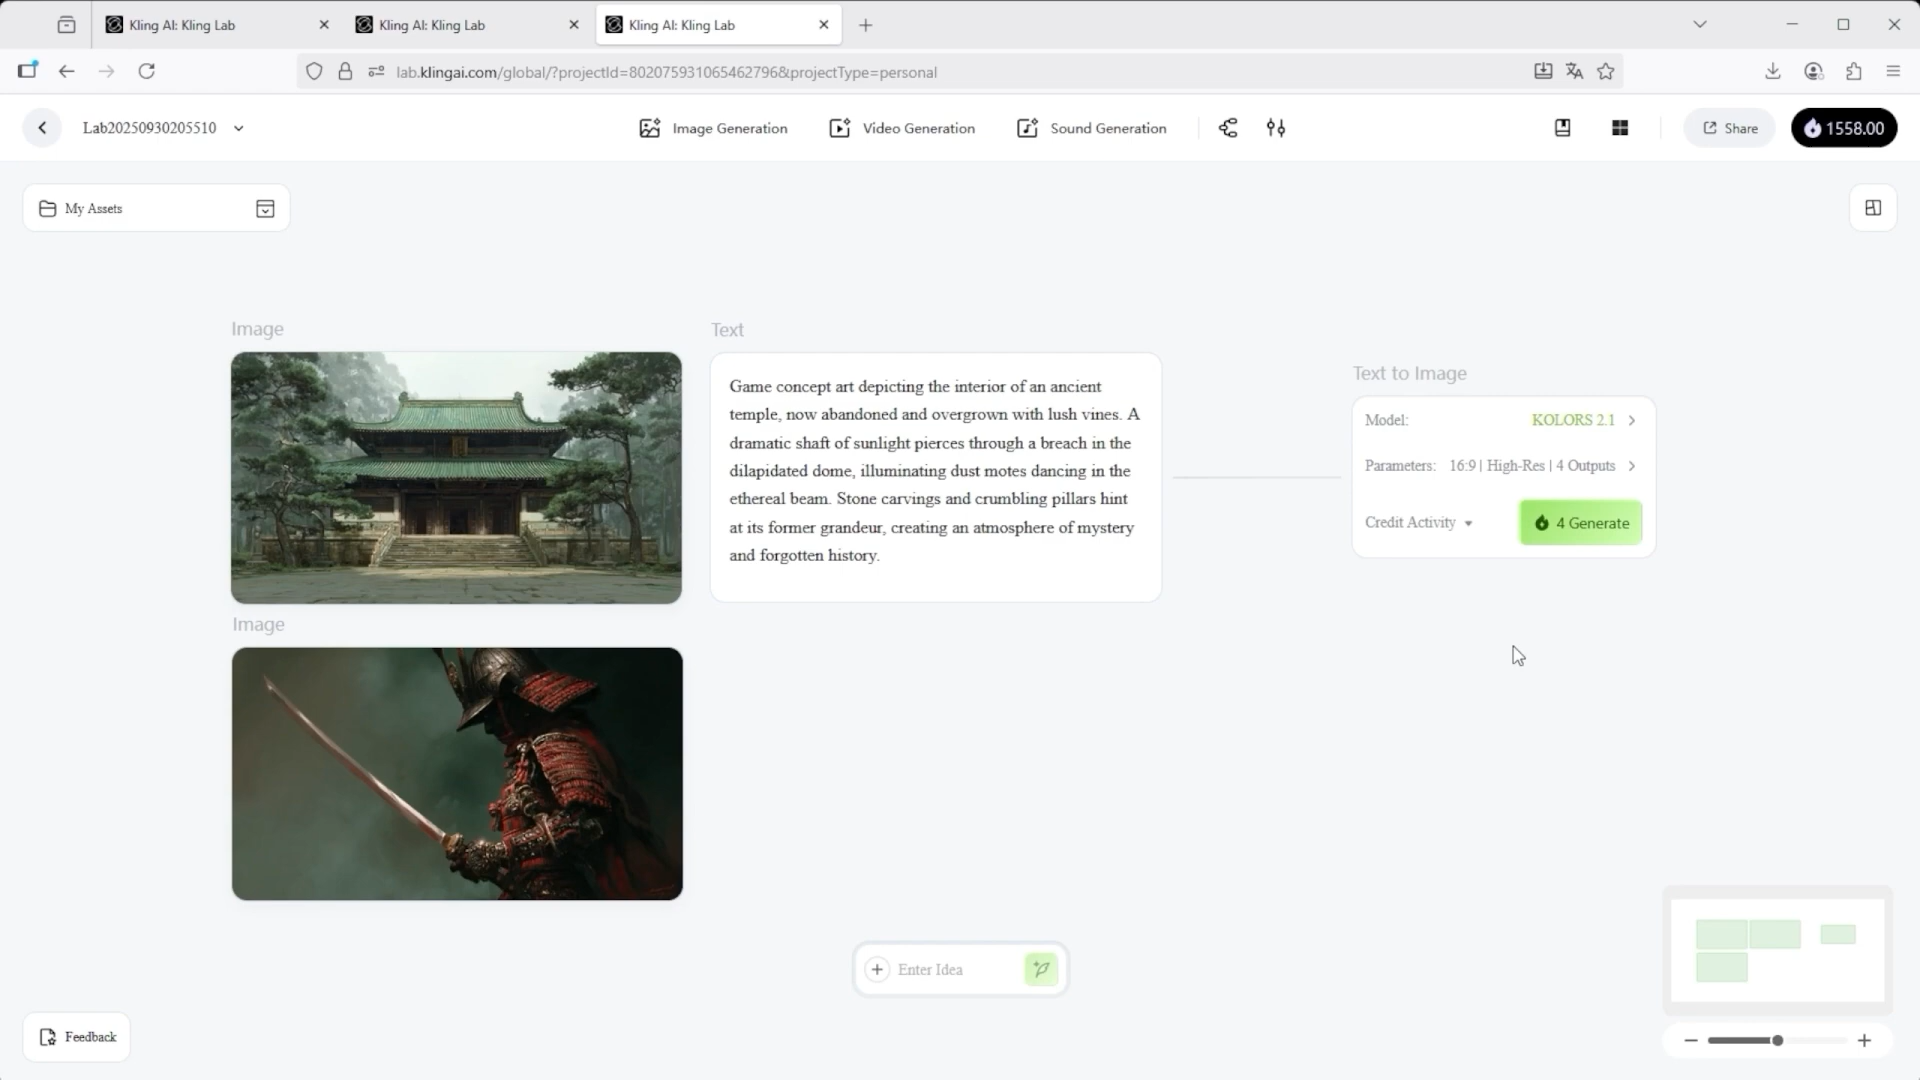 Kling AI: Kling Lab
Kling AI: Kling Lab
Kling AI: Kling Lab
lab.klingai.com/global/?projectId=802075931065462796&projectType=personal
Lab20250930205510
Image Generation
Video Generation
Sound Generation
Share
1558.00
My Assets
Image
Text
Game concept art depicting the interior of an ancient
temple, now abandoned and overgrown with lush vines. A
dramatic shaft of sunlight pierces through a breach in the
dilapidated dome, illuminating dust motes dancing in the
ethereal beam. Stone carvings and crumbling pillars hint
at its former grandeur, creating an atmosphere of mystery
and forgotten history.
Text to Image
Model: KOLORS 2.1
Parameters: 16:9 | High-Res | 4 Outputs
Credit Activity
4 Generate
Image
Enter Idea
Feedback